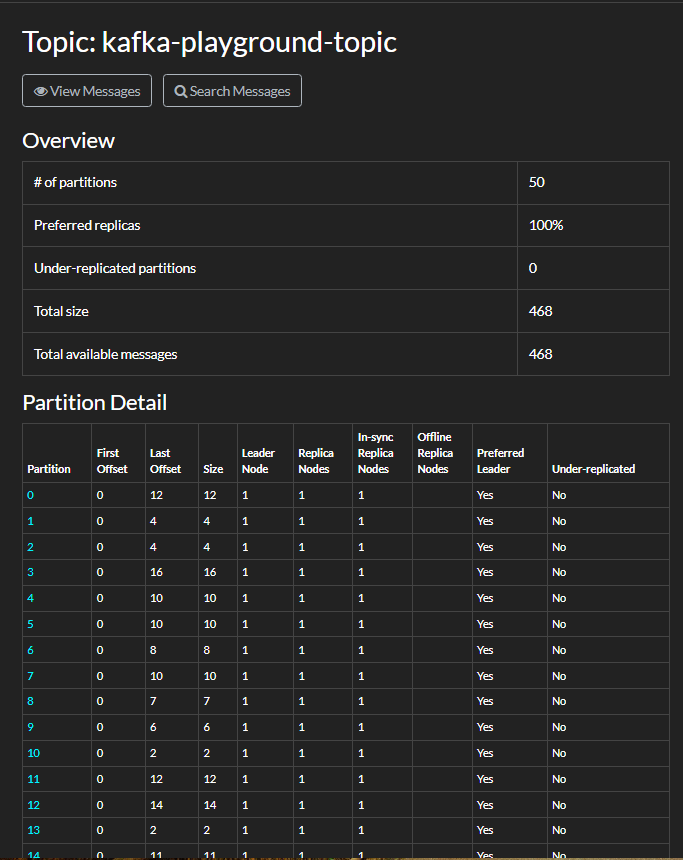 Topic: kafka-playground-topic
View Messages Search Messages
Overview
# of partitions 50
Preferred replicas 100%
Under-replicated partitions 0
Total size 468
Total available messages 468
Partition Detail
Partition First Offset Last Offset Size Leader Node Replica Nodes In-sync Replica Nodes Offline Replica Nodes Preferred Leader Under-replicated
0 0 12 12 1 1 1 Yes No
1 0 4 4 1 1 1 Yes No
2 0 4 4 1 1 1 Yes No
3 0 16 16 1 1 1 Yes No
4 0 10 10 1 1 1 Yes No
5 0 10 10 1 1 1 Yes No
6 0 8 8 1 1 1 Yes No
7 0 10 10 1 1 1 Yes No
8 0 7 7 1 1 1 Yes No
9 0 6 6 1 1 1 Yes No
10 0 2 2 1 1 1 Yes No
11 0 12 12 1 1 1 Yes No
12 0 14 14 1 1 1 Yes No
13 0 2 2 1 1 1 Yes No
14 0 11 11 1 1 1 Yes No